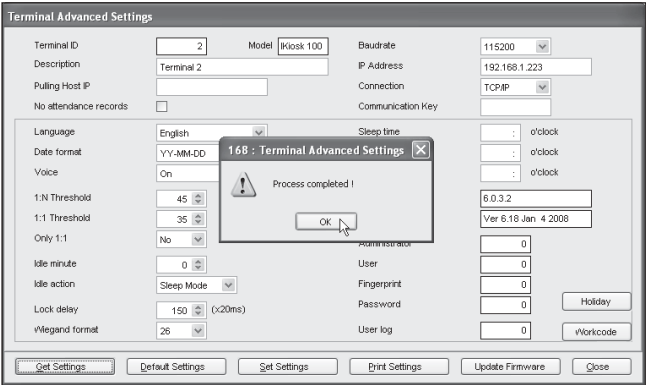 Terminal Advanced Settings
Terminal ID 2 Model IKiosk 100 Baudrate 115200
Description Terminal 2 IP Address 192.168.1.223
Pulling Host IP Connection TCP/IP
No attendance records Communication Key
Language English Sleep time : o'clock
Date format YY-MM-DD : o'clock
Voice On : o'clock
168 : Terminal Advanced Settings
Process completed !
OK
1:N Threshold 45 6.0.3.2
1:1 Threshold 35 Ver 6.18 Jan 4 2008
Only 1:1 No Administrator 0
Idle minute 0 User 0
Idle action Sleep Mode Fingerprint 0
Lock delay 150 (x20ms) Password 0 Holiday
Wiegand format 26 User log 0 Workcode
Get Settings Default Settings Set Settings Print Settings Update Firmware Close